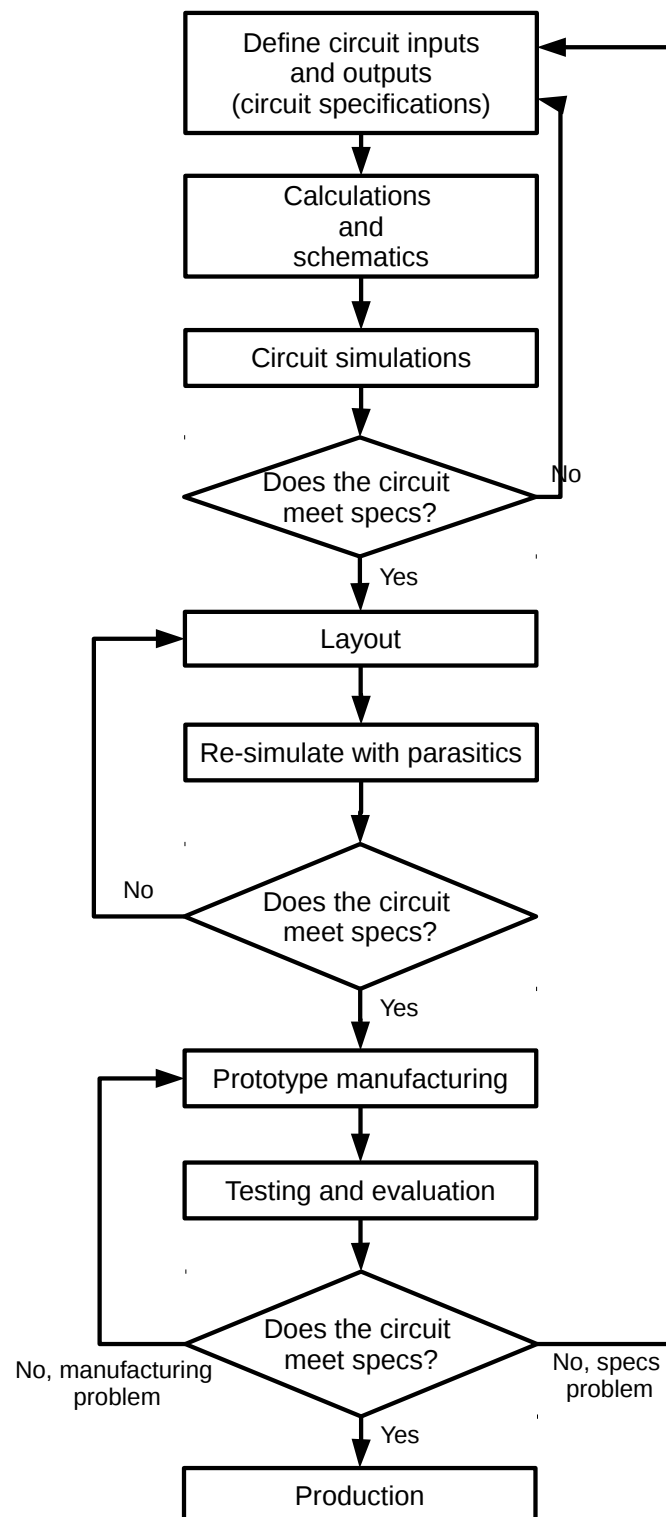 Define circuit inputs
and outputs
(circuit specifications)
Calculations
and
schematics
Circuit simulations
Does the circuit
meet specs?
No
Yes
Layout
Re-simulate with parasitics
Does the circuit
meet specs?
No
Yes
Prototype manufacturing
Testing and evaluation
Does the circuit
meet specs?
No, manufacturing
problem
No, specs
problem
Yes
Production